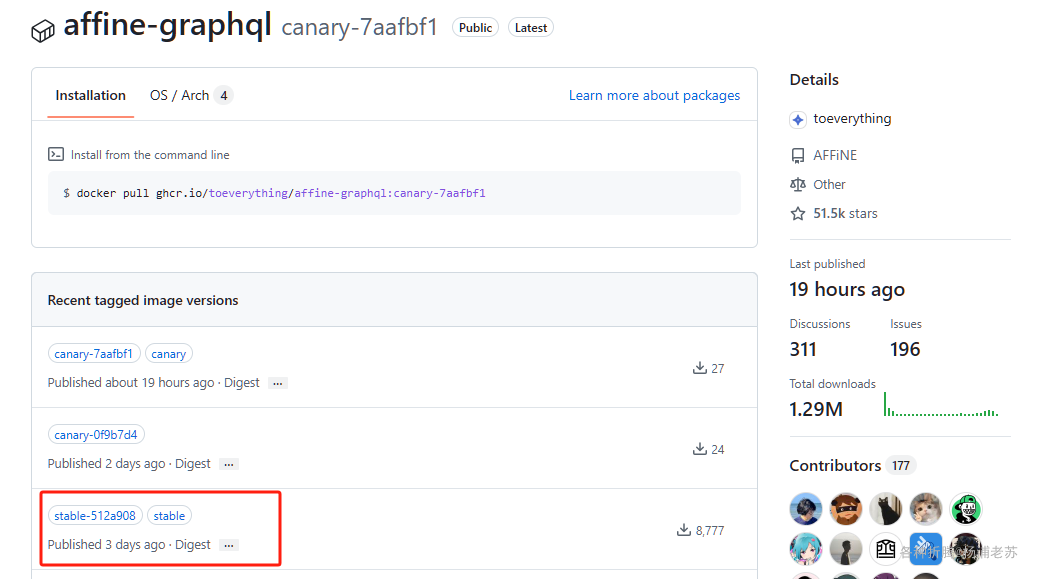 affine-graphql canary-7aafbf1 Public Latest
Installation OS / Arch 4 Learn more about packages
Install from the command line
$ docker pull ghcr.io/toeverything/affine-graphql:canary-7aafbf1
Recent tagged image versions
canary-7aafbf1 canary
27
Published about 19 hours ago · Digest ...
canary-0f9b7d4
24
Published 2 days ago · Digest ...
stable-512a908 stable
8,777
Published 3 days ago · Digest ...
Details
toeverything
AFFiNE
Other
51.5k stars
Last published
19 hours ago
Discussions Issues
311 196
Total downloads
1.29M
Contributors 177
各种折腾@杨浦老苏